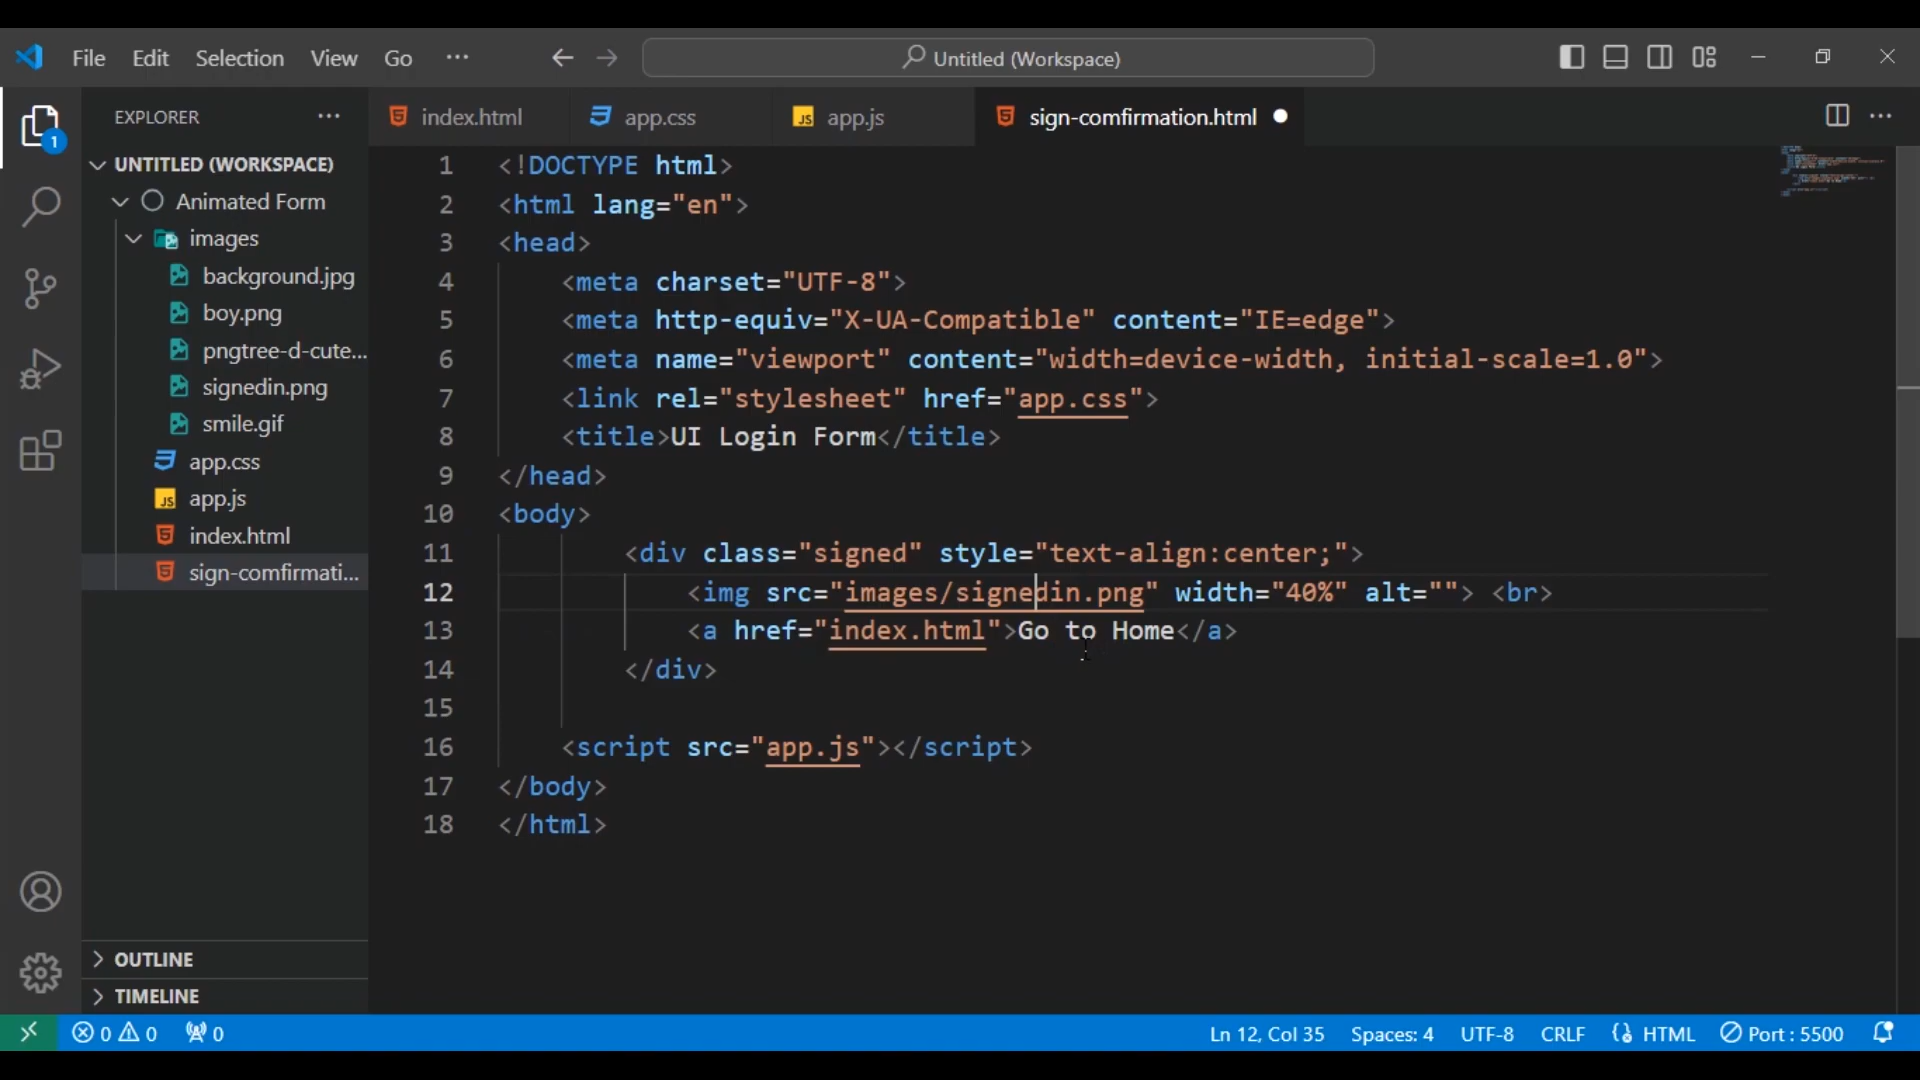 File Edit Selection View Go ··· Untitled (Workspace)
EXPLORER ···
UNTITLED (WORKSPACE)
Animated Form
images
background.jpg
boy.png
pngtree-d-cute...
signedin.png
smile.gif
app.css
app.js
index.html
sign-comfirmati...
OUTLINE
TIMELINE
1
index.html app.css JS app.js sign-comfirmation.html
1 <!DOCTYPE html>
2 <html lang="en">
3 <head>
4 <meta charset="UTF-8">
5 <meta http-equiv="X-UA-Compatible" content="IE=edge">
6 <meta name="viewport" content="width=device-width, initial-scale=1.0">
7 <link rel="stylesheet" href="app.css">
8 <title>UI Login Form</title>
9 </head>
10 <body>
11 <div class="signed" style="text-align:center;">
12 <img src="images/signedin.png" width="40%" alt=""> <br>
13 <a href="index.html">Go to Home</a>
14 </div>
15
16 <script src="app.js"></script>
17 </body>
18 </html>
0 0 0 Ln 12, Col 35 Spaces: 4 UTF-8 CRLF HTML Port : 5500